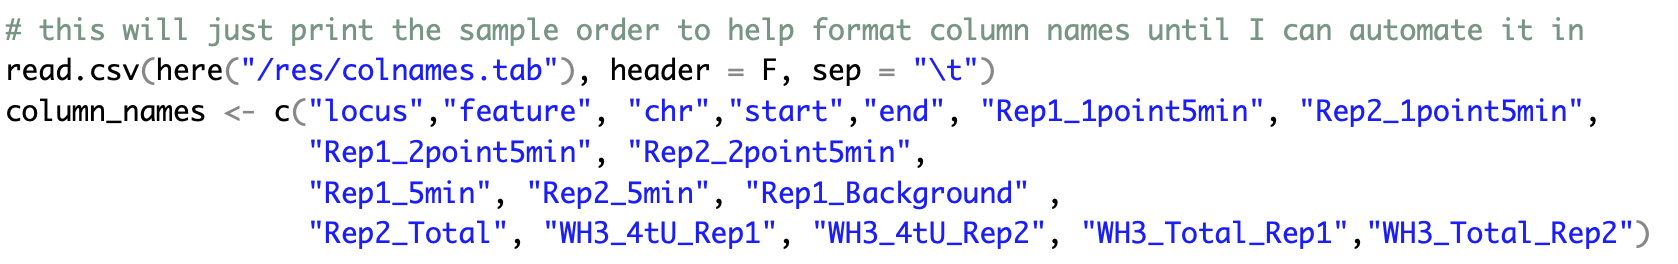 # this will just print the sample order to help format column names until I can automate it in
read.csv(here("/res/colnames.tab"), header = F, sep = "\t")
column_names <- c("locus","feature", "chr","start","end", "Rep1_1point5min", "Rep2_1point5min",
"Rep1_2point5min", "Rep2_2point5min",
"Rep1_5min", "Rep2_5min", "Rep1_Background" ,
"Rep2_Total", "WH3_4tU_Rep1", "WH3_4tU_Rep2", "WH3_Total_Rep1","WH3_Total_Rep2")